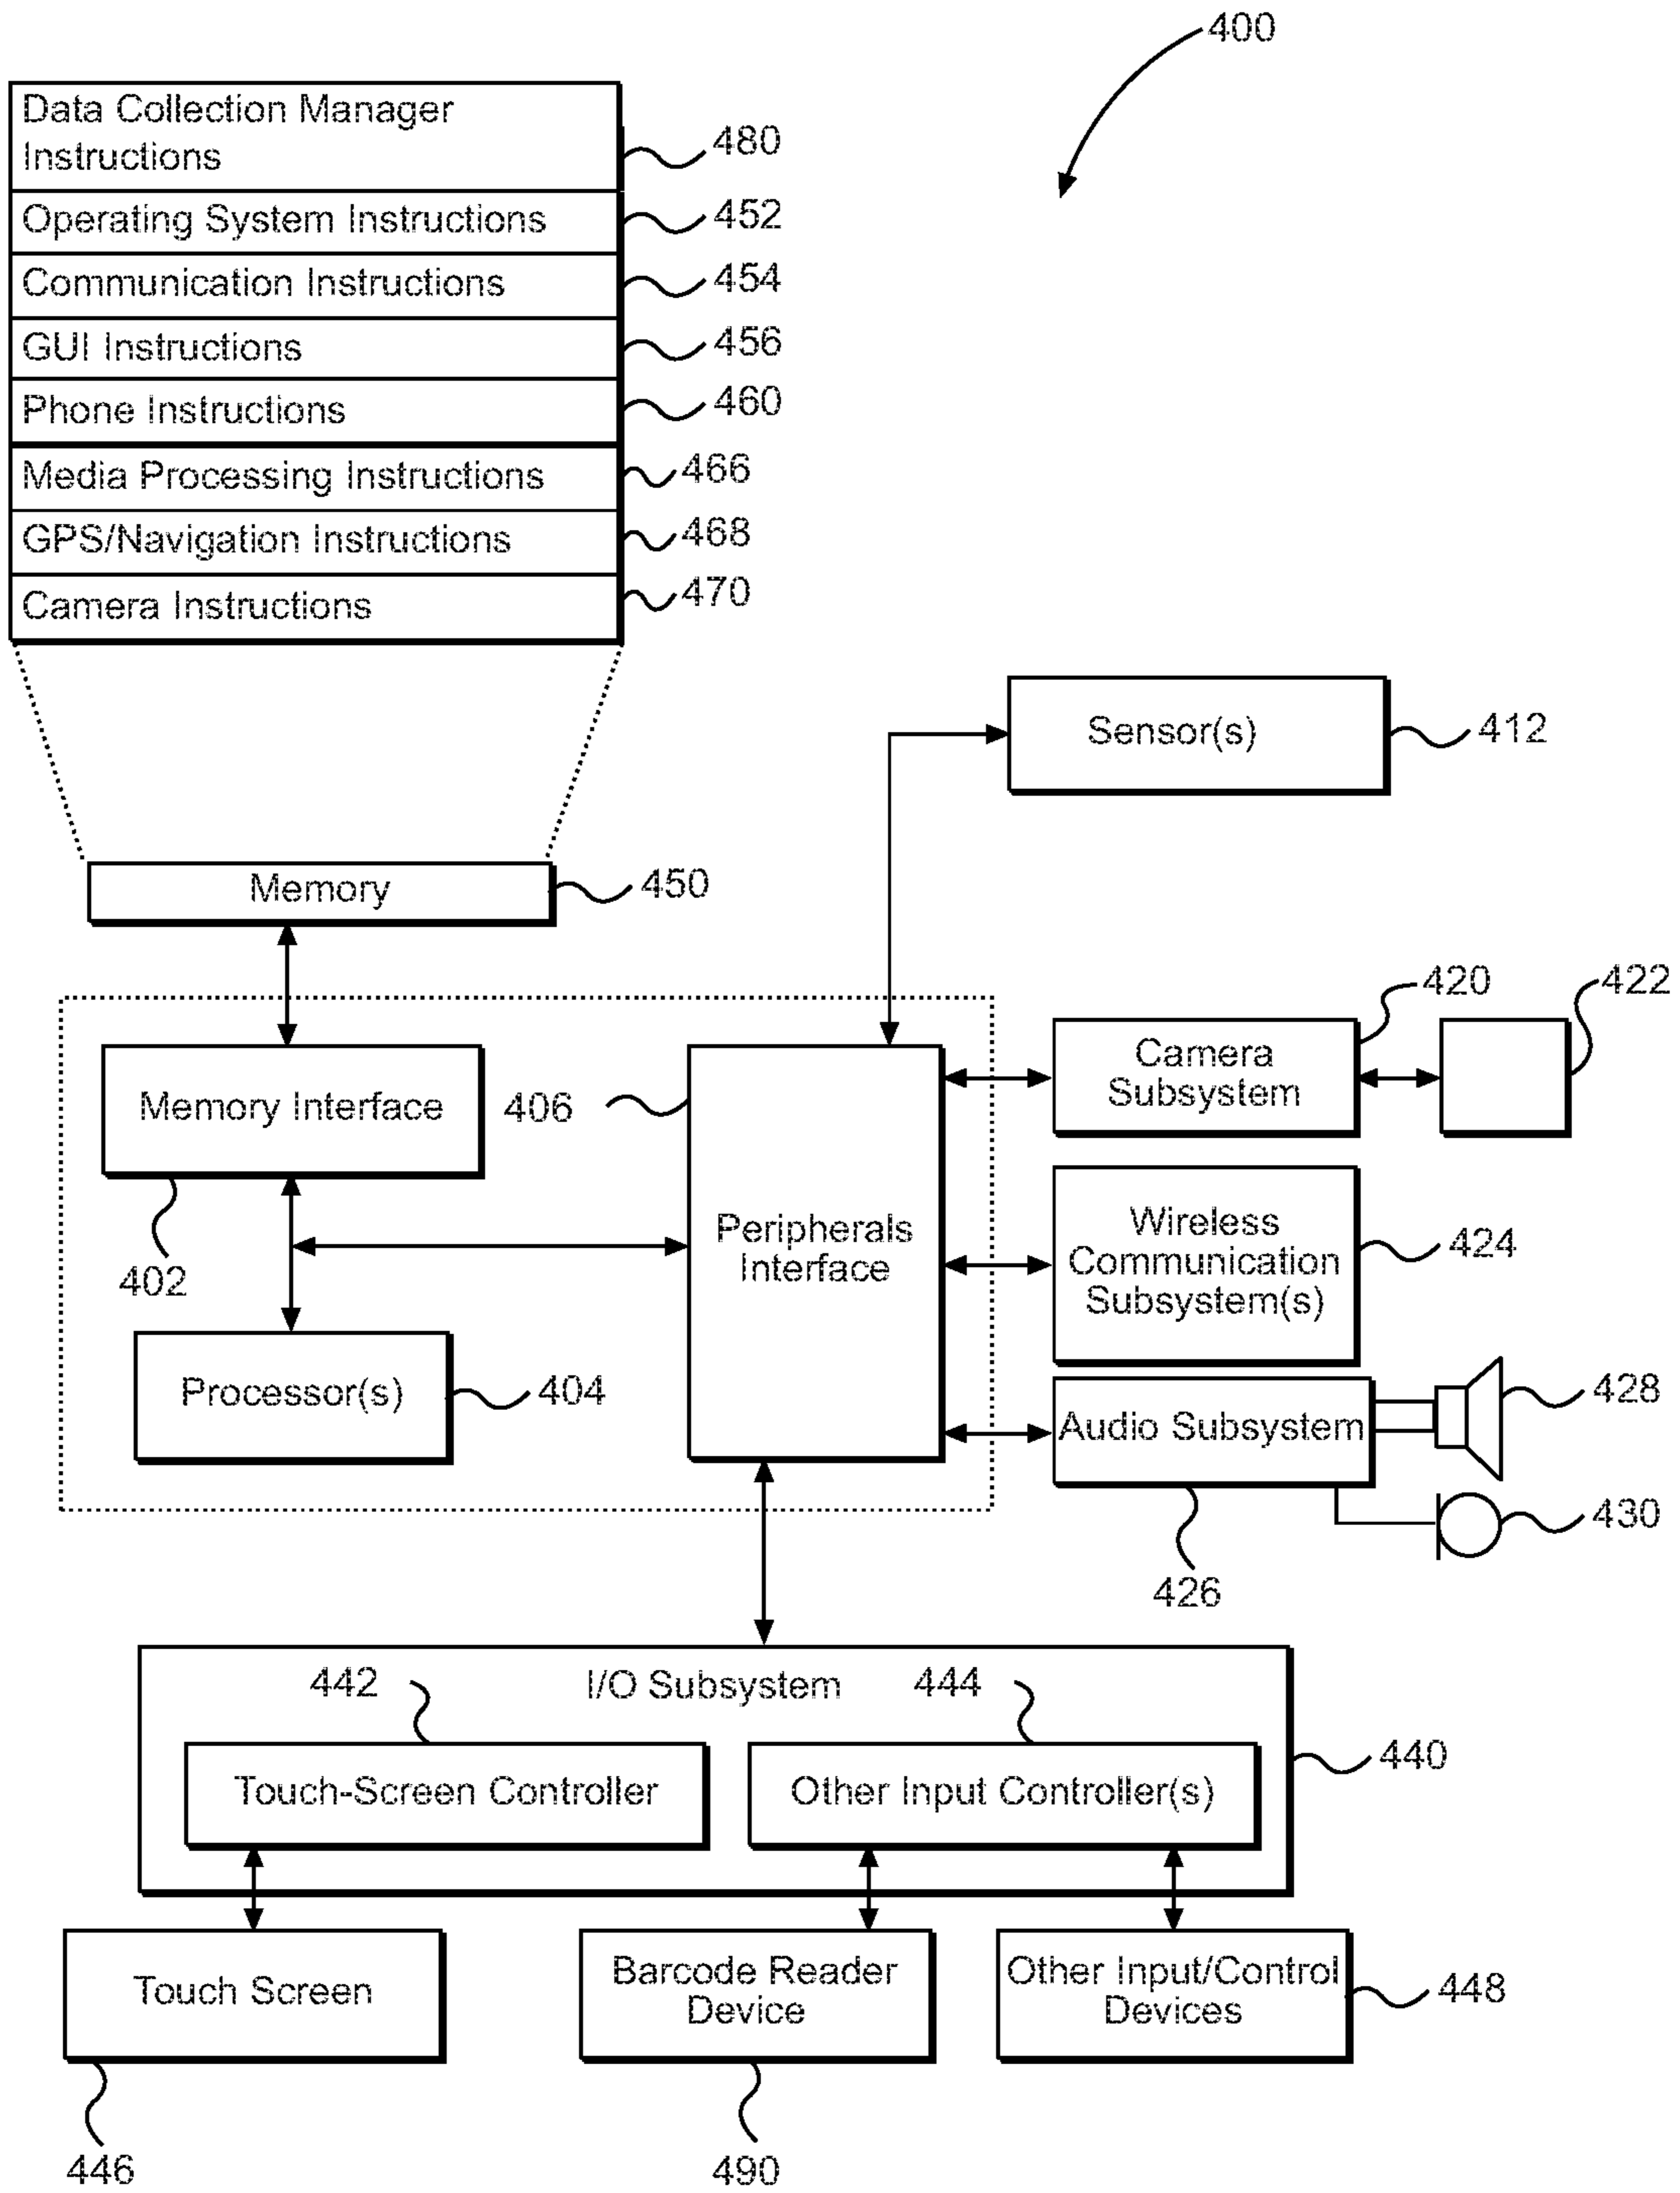 400
Data Collection Manager
Instructions
480
Operating System Instructions
452
Communication Instructions
454
GUI Instructions
456
Phone Instructions
460
Media Processing Instructions
466
GPS/Navigation Instructions
468
Camera Instructions
470
Sensor(s)
412
Memory
450
Memory Interface
402
406
Peripherals
Interface
Processor(s)
404
Camera
Subsystem
420
422
Wireless
Communication
Subsystem(s)
424
Audio Subsystem
428
430
426
I/O Subsystem
442
444
440
Touch-Screen Controller
Other Input Controller(s)
Touch Screen
446
Barcode Reader
Device
490
Other Input/Control
Devices
448